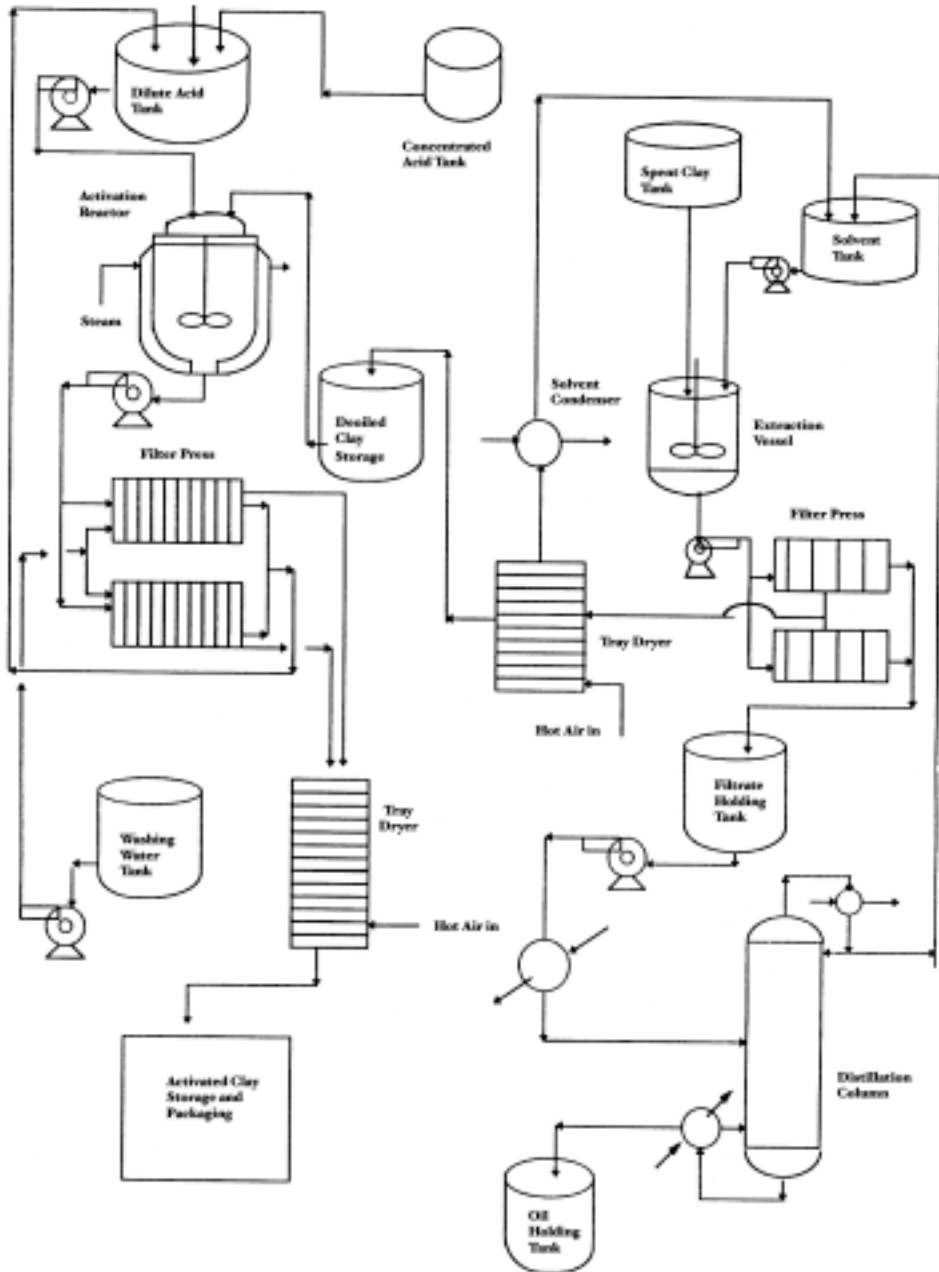 Dilute Acid
Tank
Concentrated
Acid Tank
Spent Clay
Tank
Solvent
Tank
Activation
Reactor
Steam
Deoiled
Clay
Storage
Solvent
Condenser
Extraction
Vessel
Filter Press
Filter Press
Tray Dryer
Hot Air in
Filtrate
Holding
Tank
Washing
Water
Tank
Tray
Dryer
Hot Air in
Activated Clay
Storage and
Packaging
Distillation
Column
Oil
Holding
Tank